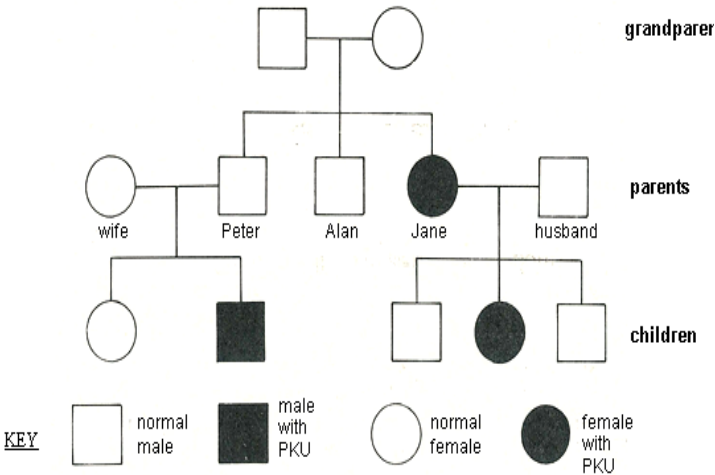 grandparer
parents
wife Peter Alan Jane husband
children
KEY
normal
male
male
with
PKU
normal
female
female
with
PKU